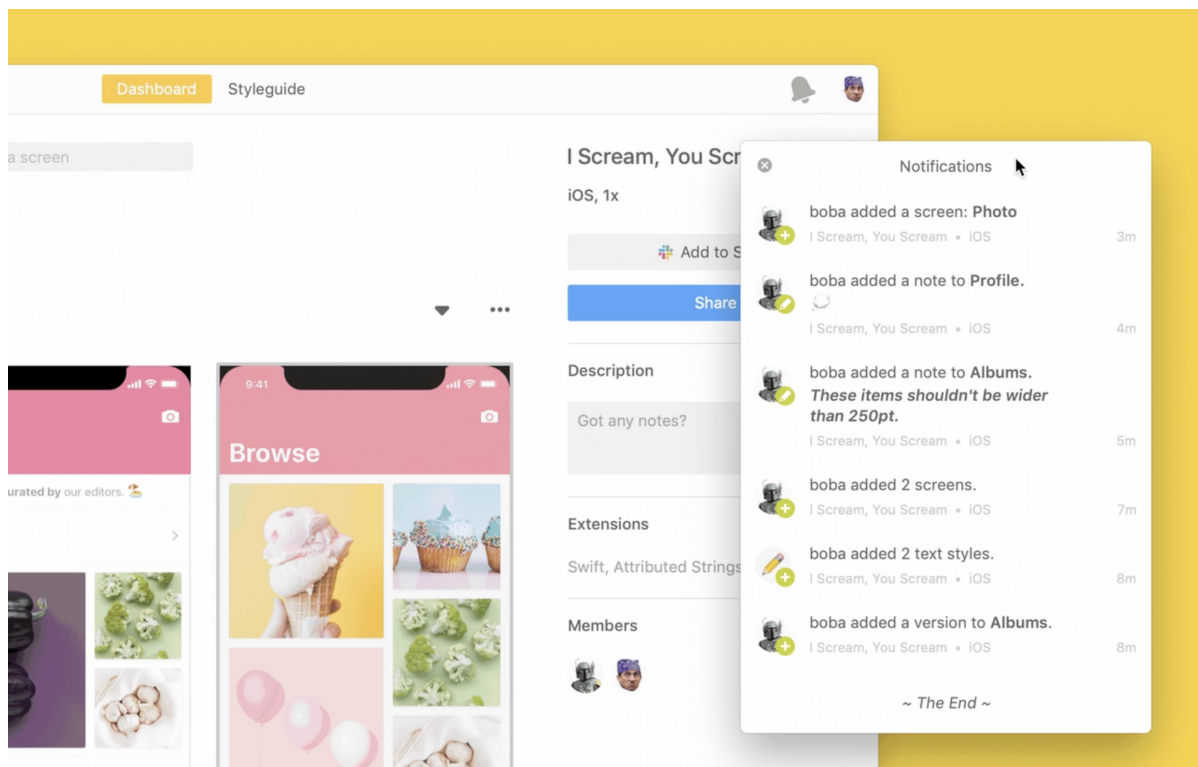 Dashboard
Styleguide
a screen
I Scream, You Scr
iOS, 1x
Add to S
Share
Description
Got any notes?
Extensions
Swift, Attributed Strings
Members
9:41
Browse
urated by our editors. 🏖
Notifications
boba added a screen: Photo
I Scream, You Scream • iOS
3m
boba added a note to Profile.
💭
I Scream, You Scream • iOS
4m
boba added a note to Albums.
These items shouldn't be wider
than 250pt.
I Scream, You Scream • iOS
5m
boba added 2 screens.
I Scream, You Scream • iOS
7m
boba added 2 text styles.
I Scream, You Scream • iOS
8m
boba added a version to Albums.
I Scream, You Scream • iOS
8m
~ The End ~